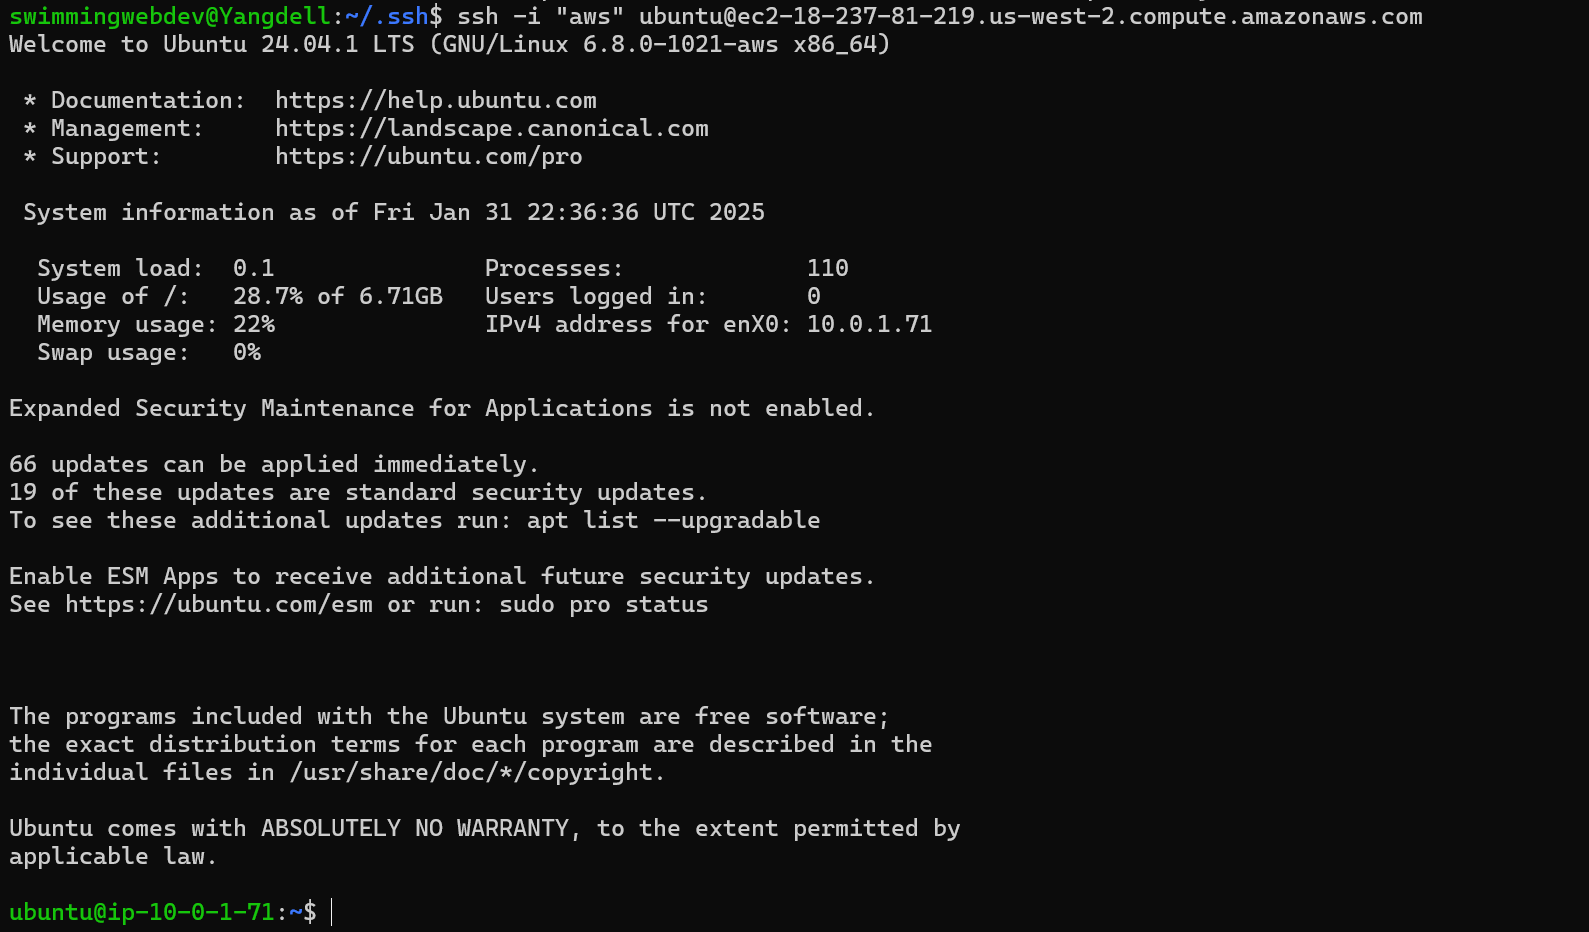 swimmingwebdev@Yangdell:~/.ssh$ ssh -i "aws" ubuntu@ec2-18-237-81-219.us-west-2.compute.amazonaws.com
Welcome to Ubuntu 24.04.1 LTS (GNU/Linux 6.8.0-1021-aws x86_64)

 * Documentation:  https://help.ubuntu.com
 * Management:     https://landscape.canonical.com
 * Support:        https://ubuntu.com/pro

 System information as of Fri Jan 31 22:36:36 UTC 2025

  System load:  0.1               Processes:             110
  Usage of /:   28.7% of 6.71GB   Users logged in:       0
  Memory usage: 22%               IPv4 address for enX0: 10.0.1.71
  Swap usage:   0%

Expanded Security Maintenance for Applications is not enabled.

66 updates can be applied immediately.
19 of these updates are standard security updates.
To see these additional updates run: apt list --upgradable

Enable ESM Apps to receive additional future security updates.
See https://ubuntu.com/esm or run: sudo pro status

The programs included with the Ubuntu system are free software;
the exact distribution terms for each program are described in the
individual files in /usr/share/doc/*/copyright.

Ubuntu comes with ABSOLUTELY NO WARRANTY, to the extent permitted by
applicable law.

ubuntu@ip-10-0-1-71:~$